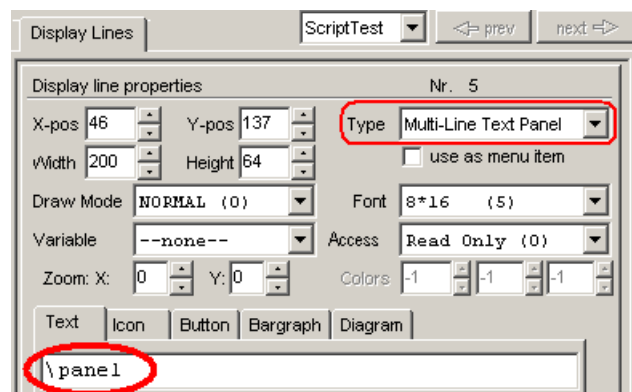 Display Lines ScriptTest prev next
Display line properties Nr. 5
X-pos 46 Y-pos 137 Type Multi-Line Text Panel
Width 200 Height 64 use as menu item
Draw Mode NORMAL (0) Font 8*16 (5)
Variable --none-- Access Read Only (0)
Zoom: X: 0 Y: 0 Colors -1 -1 -1
Text Icon Button Bargraph Diagram
\panel